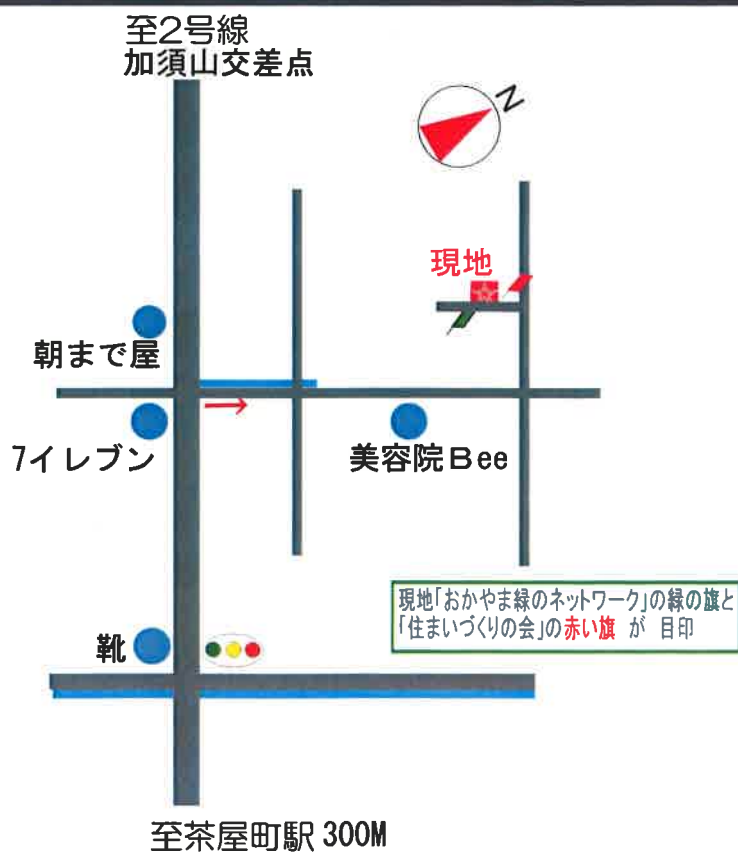 至2号線
加須山交差点
N
現地
朝まで屋
7イレブン
美容院Bee
現地「おかやま緑のネットワーク」の緑の旗と
「住まいづくりの会」の赤い旗 が 目印
靴
至茶屋町駅 300M